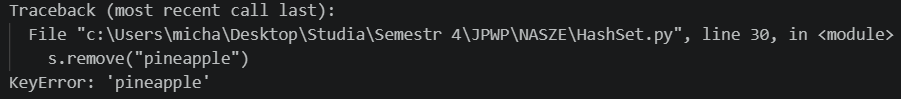 Traceback (most recent call last):
  File "c:\Users\micha\Desktop\Studia\Semestr 4\JPWP\NASZE\HashSet.py", line 30, in <module>
    s.remove("pineapple")
KeyError: 'pineapple'